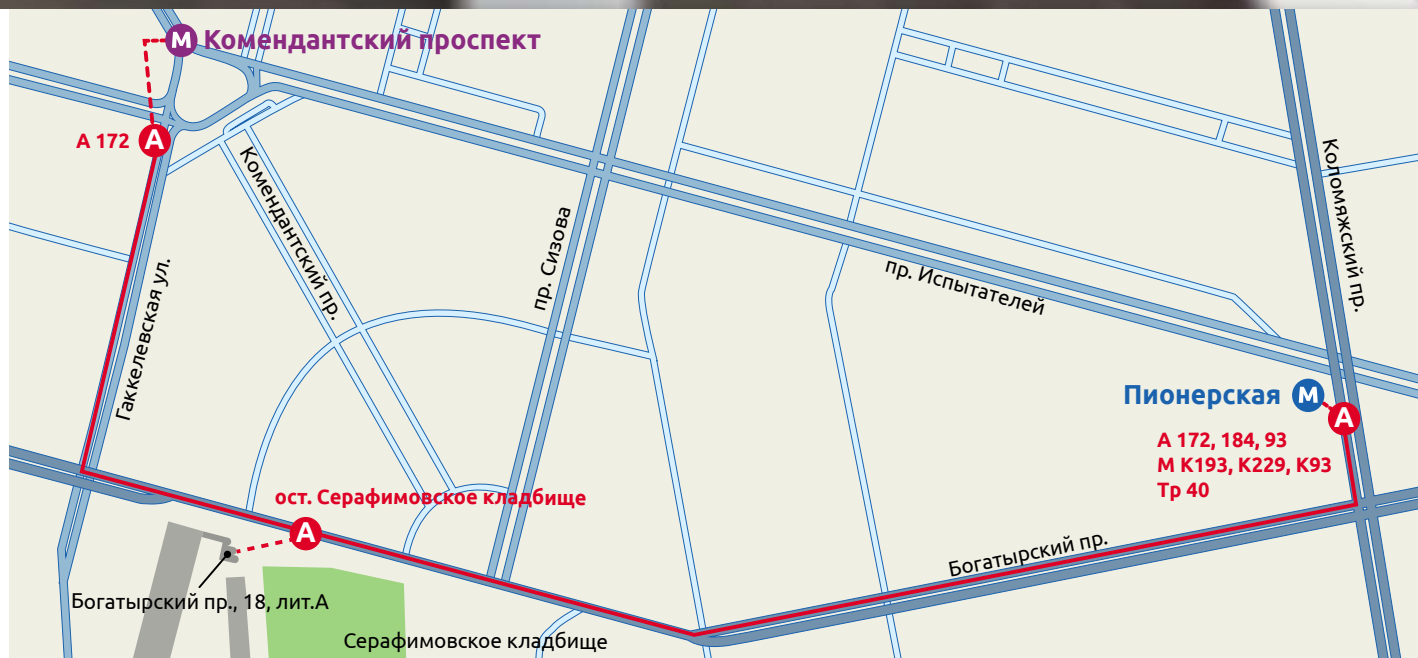 М Комендантский проспект
А 172 А
Комендантский пр.
пр. Сизова
Коломяжский пр.
Гаккелевская ул.
пр. Испытателей
Пионерская М
А
А 172, 184, 93
М К193, К229, К93
Тр 40
ост. Серафимовское кладбище
А
Богатырский пр.
Богатырский пр., 18, лит.А
Серафимовское кладбище